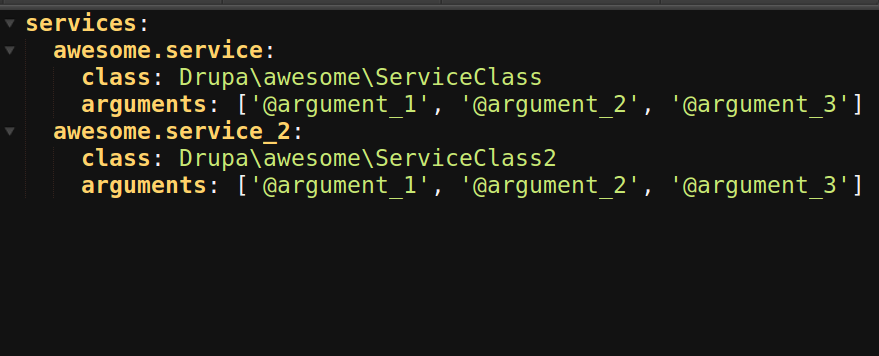 services:
awesome.service:
class: Drupa\awesome\ServiceClass
arguments: ['@argument_1', '@argument_2', '@argument_3']
awesome.service_2:
class: Drupa\awesome\ServiceClass2
arguments: ['@argument_1', '@argument_2', '@argument_3']